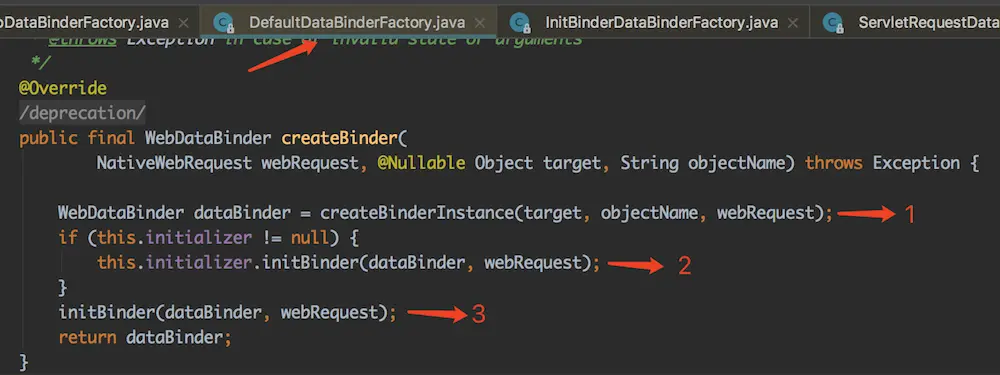 DataBinderFactory.java DefaultDataBinderFactory.java InitBinderDataBinderFactory.java ServletRequestData
@throws Exception in case of invalid state or arguments
*/
@Override
/deprecation/
public final WebDataBinder createBinder(
NativeWebRequest webRequest, @Nullable Object target, String objectName) throws Exception {
WebDataBinder dataBinder = createBinderInstance(target, objectName, webRequest); 1
if (this.initializer != null) {
this.initializer.initBinder(dataBinder, webRequest); 2
}
initBinder(dataBinder, webRequest); 3
return dataBinder;
}